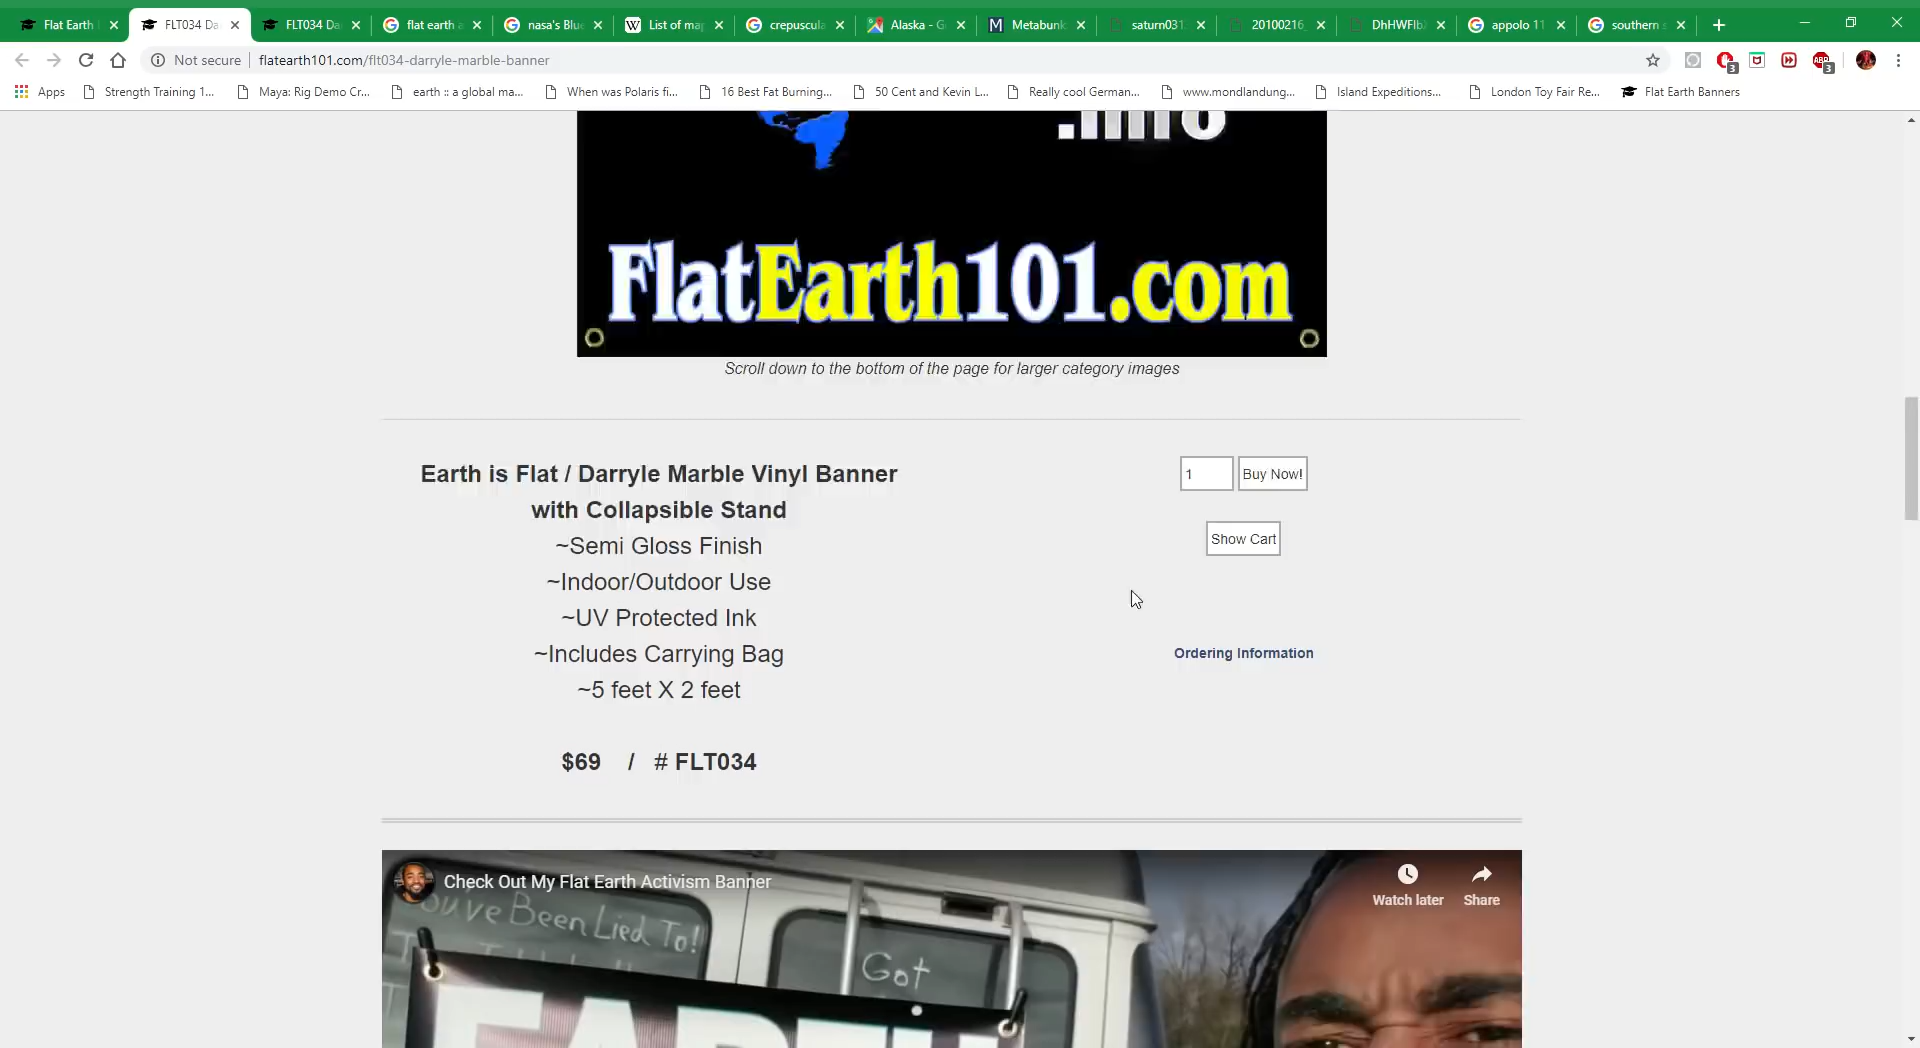 Flat Earth
FLT034 Da
FLT034 Da
flat earth a
nasa's Blu
List of ma
crepuscula
Alaska - G
Metabunk
saturn031
20100216_
DhHWFlb
appolo 11
southern s
Not secure
flatearth101.com/flt034-darryle-marble-banner
3
3
Apps
Strength Training 1...
Maya: Rig Demo Cr...
earth :: a global ma...
When was Polaris fi...
16 Best Fat Burning...
50 Cent and Kevin L...
Really cool German...
www.mondlandung...
Island Expeditions...
London Toy Fair Re...
Flat Earth Banners
.info
FlatEarth101.com
Scroll down to the bottom of the page for larger category images
Earth is Flat / Darryle Marble Vinyl Banner
with Collapsible Stand
~Semi Gloss Finish
~Indoor/Outdoor Use
~UV Protected Ink
~Includes Carrying Bag
~5 feet X 2 feet
$69 / # FLT034
1
Buy Now!
Show Cart
Ordering Information
Check Out My Flat Earth Activism Banner
Watch later
Share
You've Been Lied To!
Got
EARTH